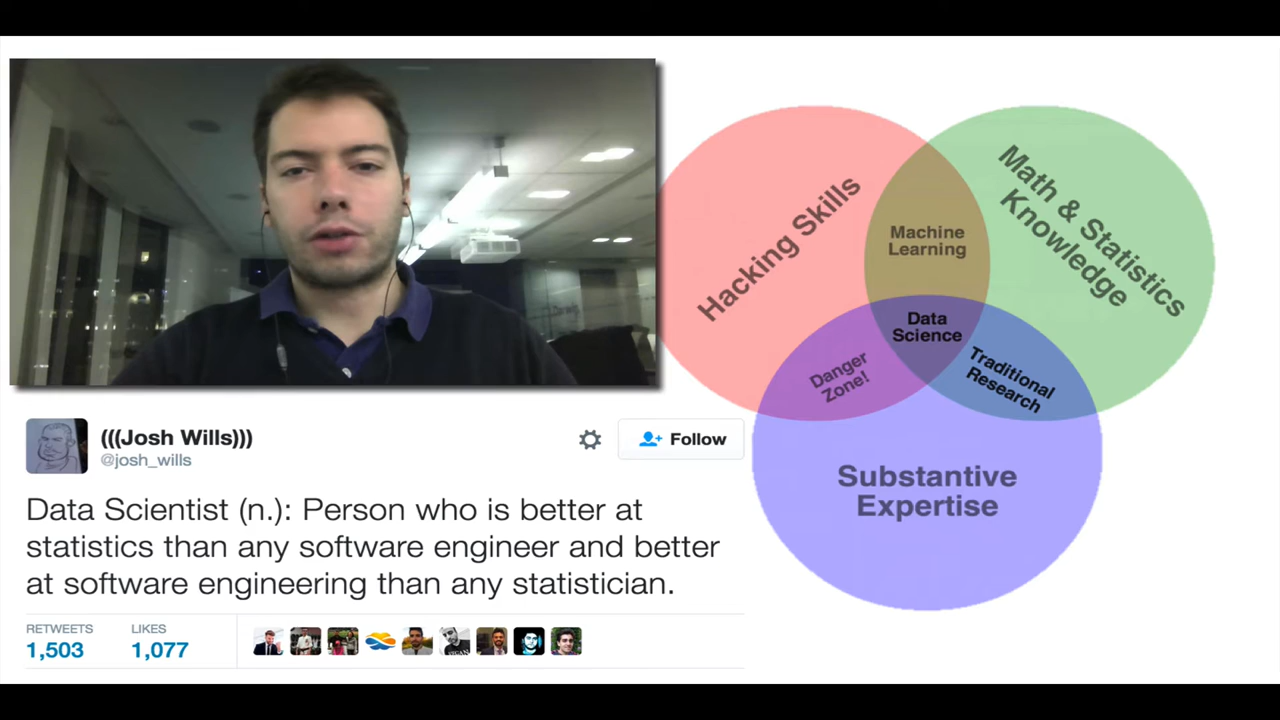 Hacking Skills
Math & Statistics
Knowledge
Machine
Learning
Data
Science
Danger
Zone!
Traditional
Research
Substantive
Expertise
(((Josh Wills)))
@josh_wills
Follow
Data Scientist (n.): Person who is better at
statistics than any software engineer and better
at software engineering than any statistician.
RETWEETS
LIKES
1,503
1,077
VEGAN